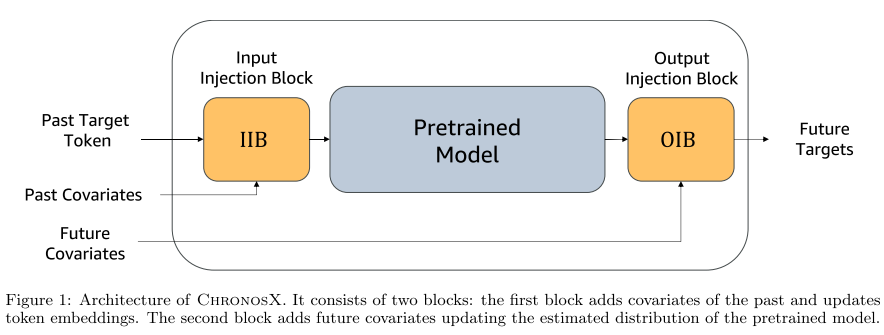 Input
Injection Block
Output
Injection Block
Past Target
Token
IIB
Pretrained
Model
OIB
Future
Targets
Past Covariates
Future
Covariates
Figure 1: Architecture of CHRONOSX. It consists of two blocks: the first block adds covariates of the past and updates
token embeddings. The second block adds future covariates updating the estimated distribution of the pretrained model.